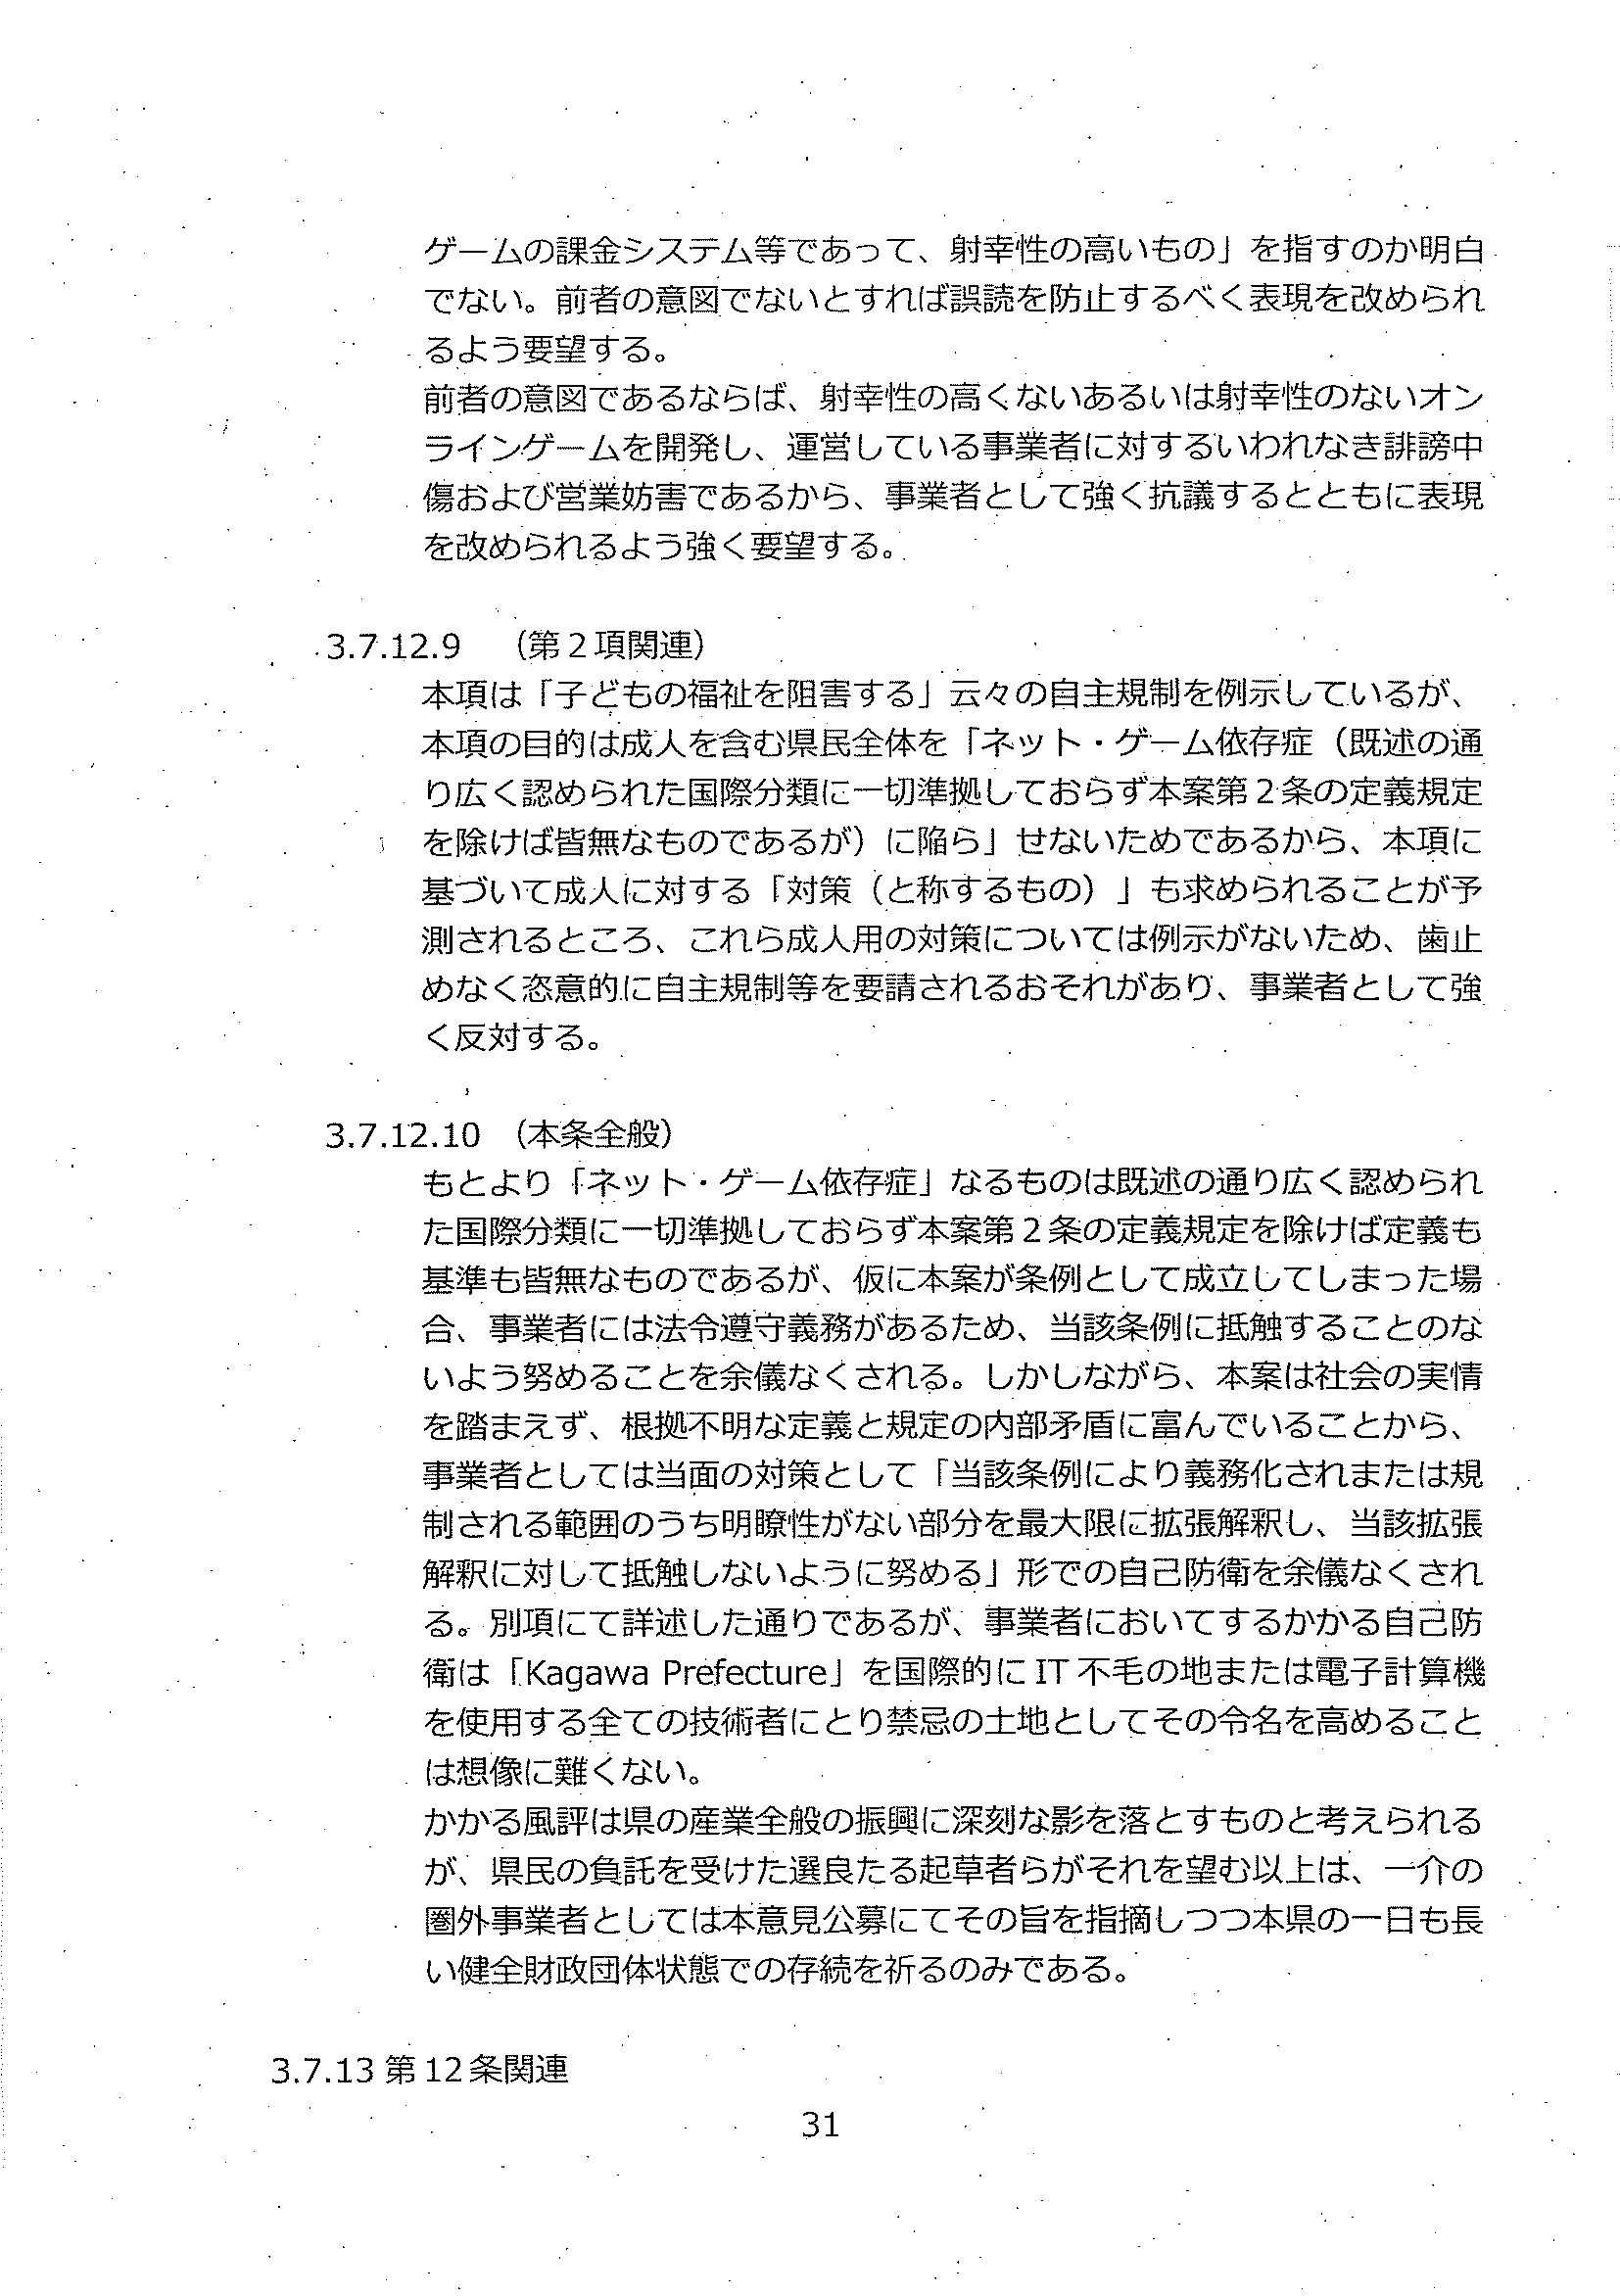 ゲームの課金システム等であって、射幸性の高いもの」を指すのか明白
でない。前者の意図でないとすれば誤読を防止するべく表現を改められ
るよう要望する。
前者の意図であるならば、射幸性の高くないあるいは射幸性のないオン
ラインゲームを開発し、運営している事業者に対するいわれなき誹謗中
傷および営業妨害であるから、事業者として強く抗議するとともに表現
を改められるよう強く要望する。
3.7.12.9 （第２項関連）
本項は「子どもの福祉を阻害する」云々の自主規制を例示しているが、
本項の目的は成人を含む県民全体を「ネット・ゲーム依存症（既述の通
り広く認められた国際分類に一切準拠しておらず本案第２条の定義規定
を除けば皆無なものであるが）に陥ら」せないためであるから、本項に
基づいて成人に対する「対策（と称するもの）」も求められることが予
測されるところ、これら成人用の対策については例示がないため、歯止
めなく恣意的に自主規制等を要請されるおそれがあり、事業者として強
く反対する。
3.7.12.10 （本条全般）
もとより「ネット・ゲーム依存症」なるものは既述の通り広く認められ
た国際分類に一切準拠しておらず本案第２条の定義規定を除けば定義も
基準も皆無なものであるが、仮に本案が条例として成立してしまった場
合、事業者には法令遵守義務があるため、当該条例に抵触することのな
いよう努めることを余儀なくされる。しかしながら、本案は社会の実情
を踏まえず、根拠不明な定義と規定の内部矛盾に富んでいることから、
事業者としては当面の対策として「当該条例により義務化されまたは規
制される範囲のうち明瞭性がない部分を最大限に拡張解釈し、当該拡張
解釈に対して抵触しないように努める」形での自己防衛を余儀なくされ
る。別項にて詳述した通りであるが、事業者においてするかかる自己防
衛は「Kagawa Prefecture」を国際的に IT 不毛の地または電子計算機
を使用する全ての技術者にとり禁忌の土地としてその令名を高めること
は想像に難くない。
かかる風評は県の産業全般の振興に深刻な影を落とすものと考えられる
が、県民の負託を受けた選良たる起草者らがそれを望む以上は、一介の
圏外事業者としては本意見公募にてその旨を指摘しつつ本県の一日も長
い健全財政団体状態での存続を祈るのみである。
3.7.13 第 12 条関連
31